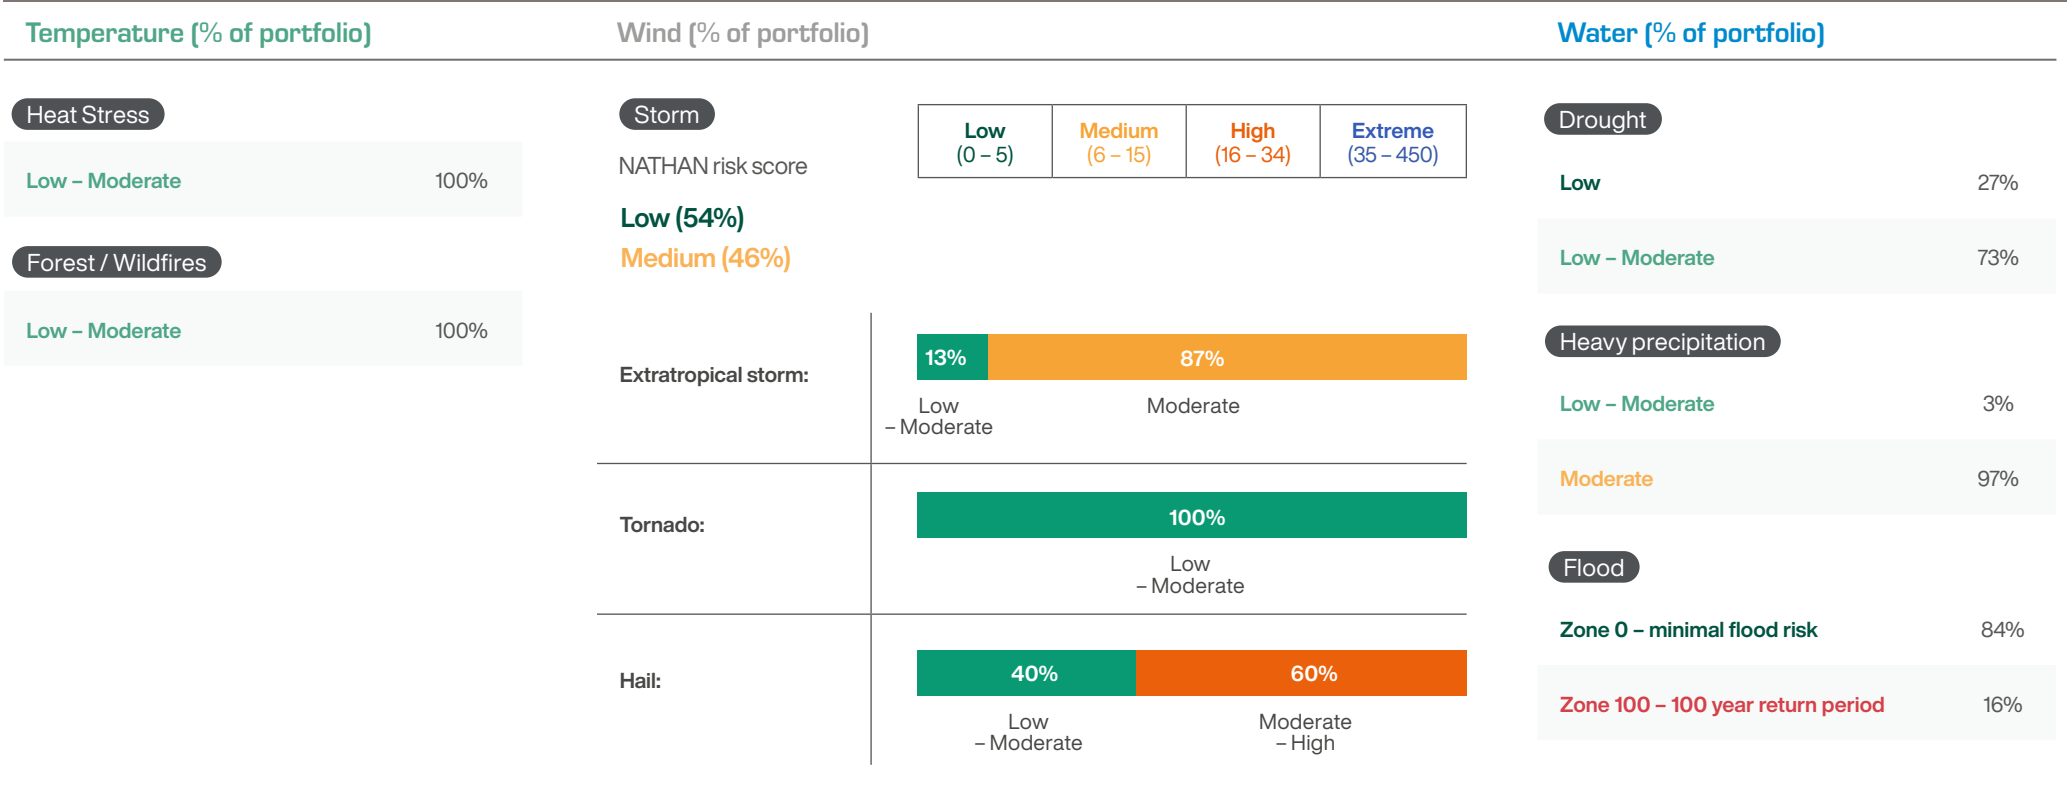 Temperature (% of portfolio)
Heat Stress
Low – Moderate 100%
Forest / Wildfires
Low – Moderate 100%
Wind (% of portfolio)
Storm
NATHAN risk score
Low (54%)
Medium (46%)
Low Medium High Extreme
(0 – 5) (6 – 15) (16 – 34) (35 – 450)
Extratropical storm:
13% 87%
Low Moderate
– Moderate
Tornado:
100%
Low
– Moderate
Hail:
40% 60%
Low Moderate
– Moderate – High
Water (% of portfolio)
Drought
Low 27%
Low – Moderate 73%
Heavy precipitation
Low – Moderate 3%
Moderate 97%
Flood
Zone 0 – minimal flood risk 84%
Zone 100 – 100 year return period 16%